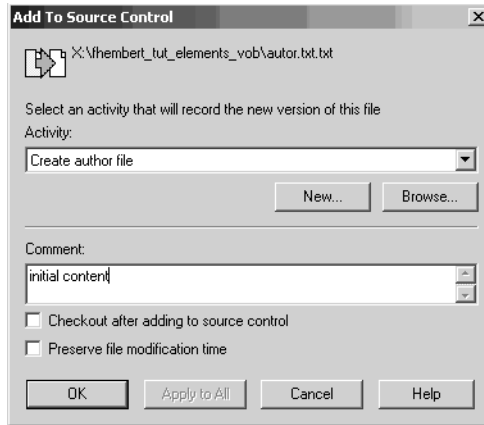 Add To Source Control
X:\fhembert_tut_elements_vob\autor.txt.txt
Select an activity that will record the new version of this file
Activity:
Create author file
New... Browse...
Comment:
initial content
Checkout after adding to source control
Preserve file modification time
OK Apply to All Cancel Help